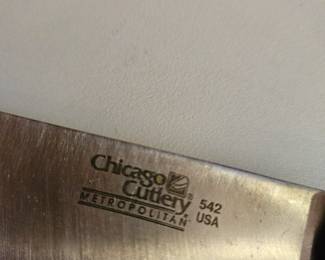 Chicago
Cutlery®
METROPOLITAN
542
USA